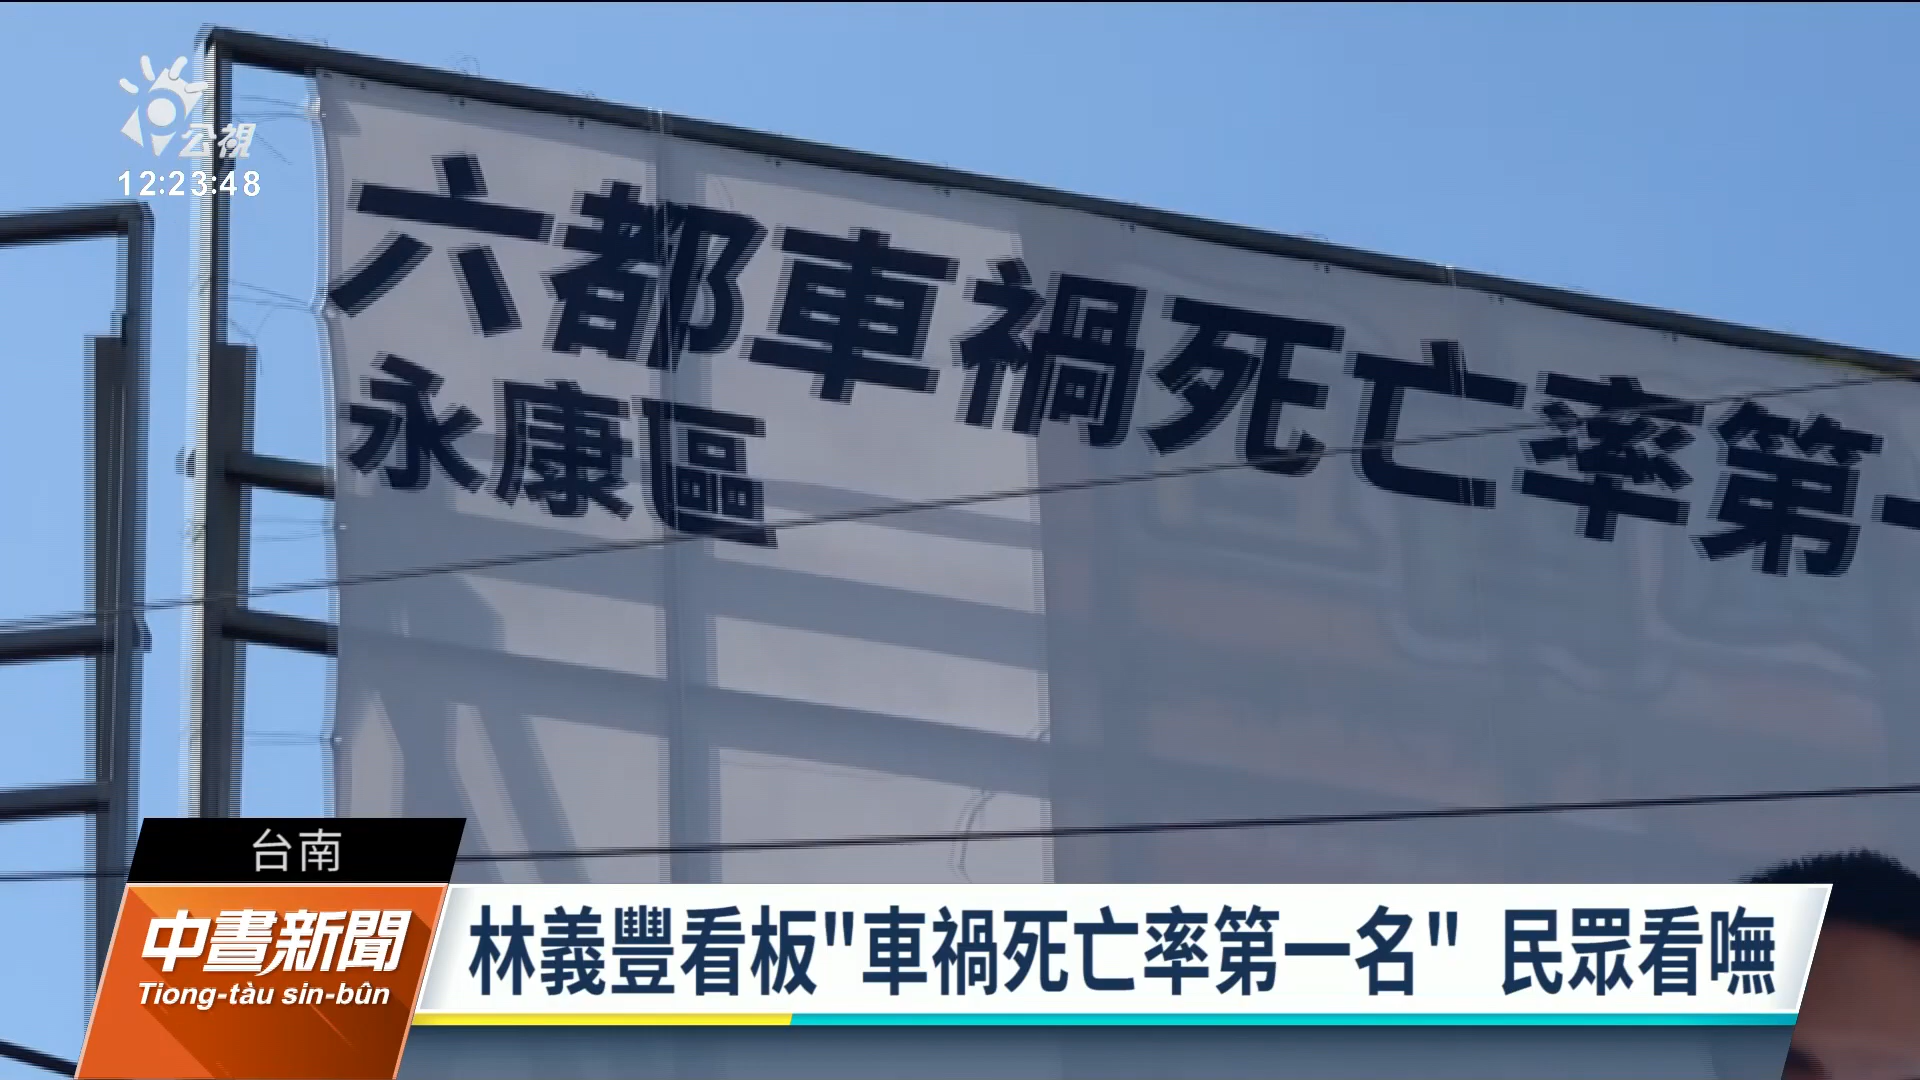 公視
12:23:48
六都車禍死亡率第一
永康區
台南
中晝新聞
Tiong-tàu sin-bûn
林義豐看板"車禍死亡率第一名" 民眾看嘸